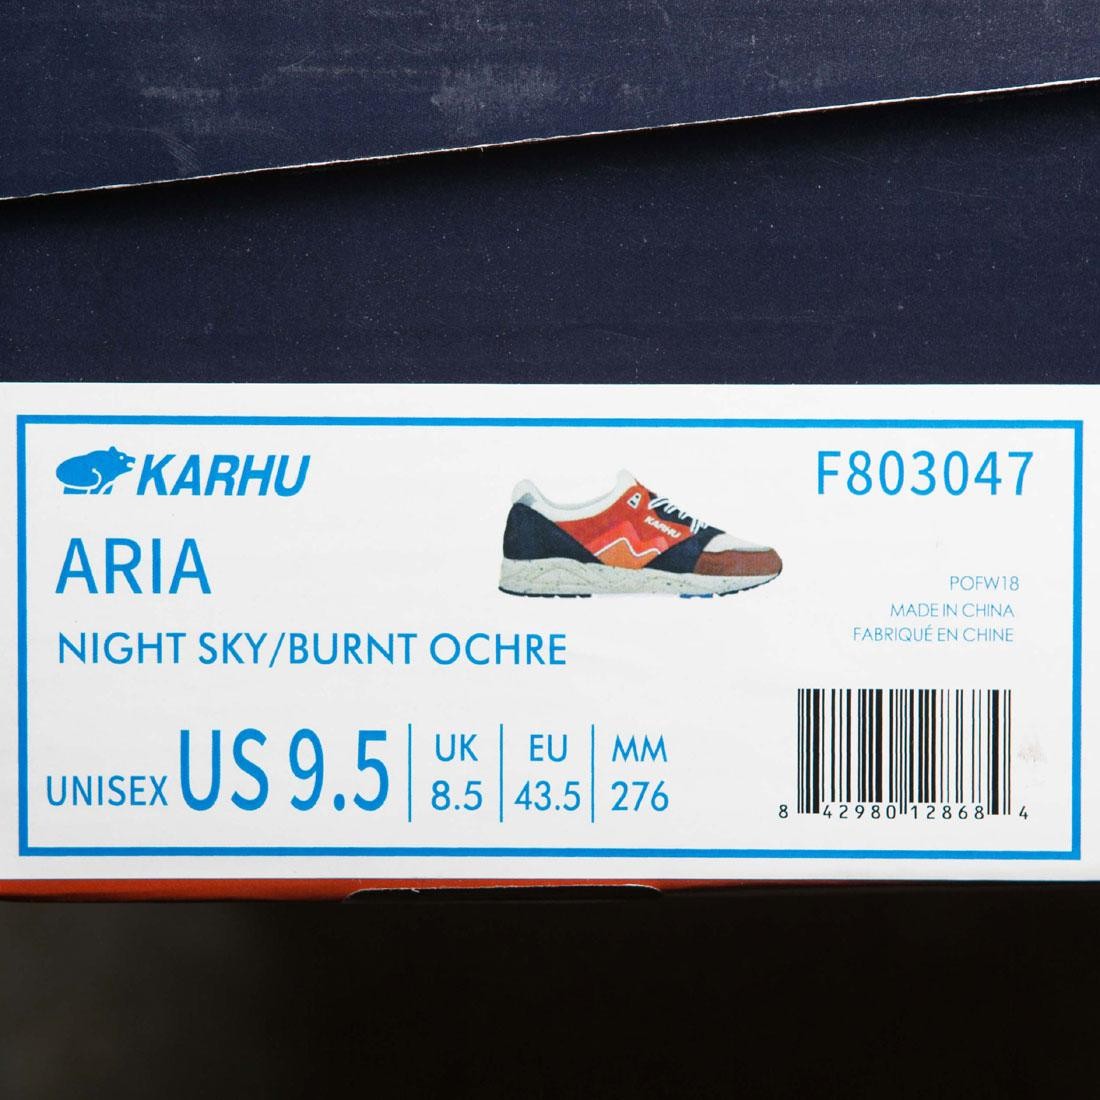 KARHU
F803047
ARIA
KARHU
POFW18
MADE IN CHINA
FABRIQUÉ EN CHINE
NIGHT SKY/BURNT OCHRE
UNISEX US 9.5
UK
8.5
EU
43.5
MM
276
8 42980 12868 4